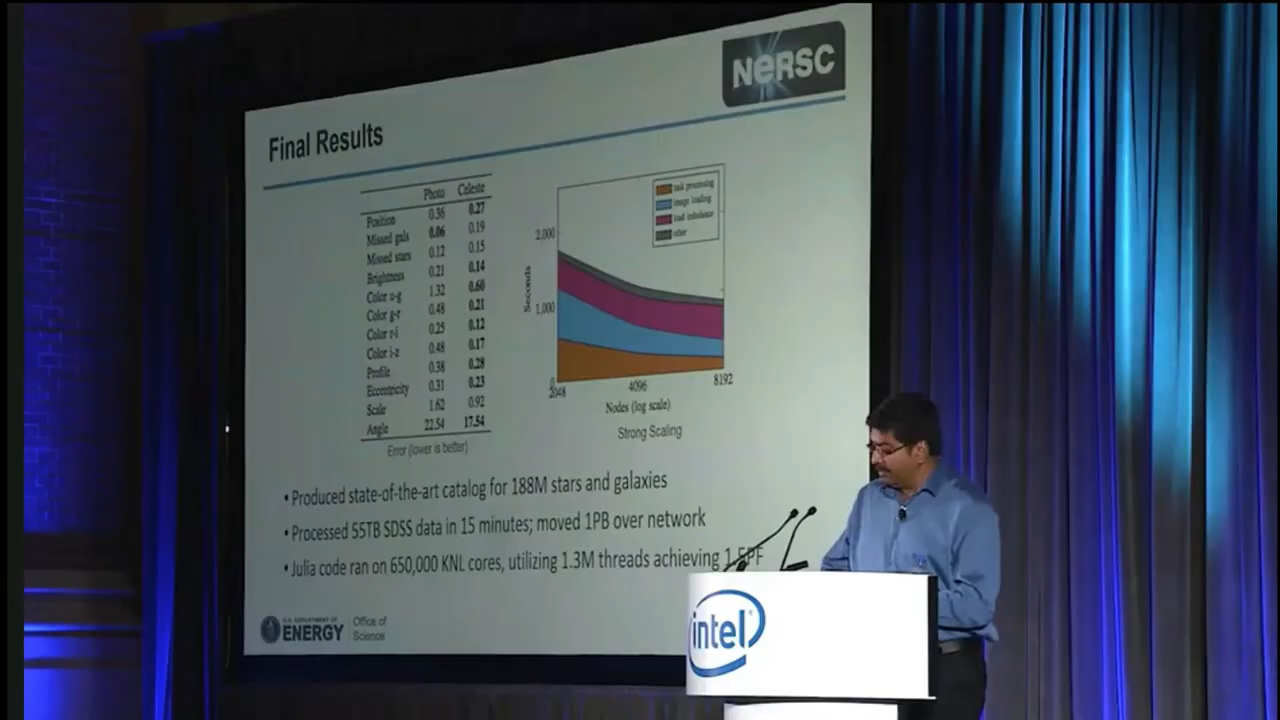 NERSC
Final Results
Photo Celeste
Position 0.36 0.27
Missed gals 0.06 0.19
Missed stars 0.12 0.15
Brightness 0.21 0.14
Color u-g 1.32 0.60
Color g-r 0.48 0.21
Color r-i 0.25 0.12
Color i-z 0.48 0.17
Profile 0.38 0.28
Eccentricity 0.31 0.23
Scale 1.62 0.92
Angle 22.54 17.54
Error (lower is better)
task processing
image loading
load imbalance
other
2,000
1,000
0
Seconds
2048 4096 8192
Nodes (log scale)
Strong Scaling
• Produced state-of-the-art catalog for 188M stars and galaxies
• Processed 55TB SDSS data in 15 minutes; moved 1PB over network
• Julia code ran on 650,000 KNL cores, utilizing 1.3M threads achieving 1.5PF
U.S. DEPARTMENT OF
ENERGY
Office of
Science
intel